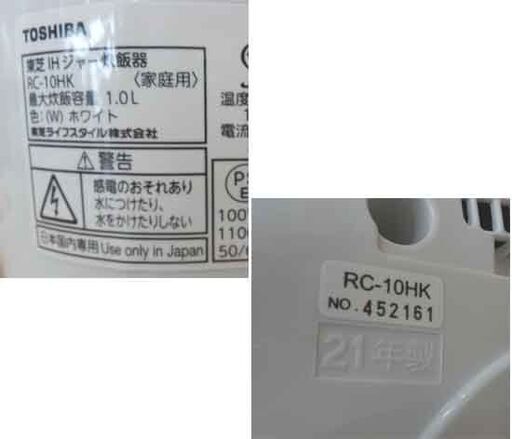 TOSHIBA
東芝IHジャー炊飯器
RC-10HK 〈家庭用〉
最大炊飯容量 1.0L
色:(W) ホワイト
東芝ライフスタイル株式会社
温度
電流
⚠警告
感電のおそれあり
水につけたり、
水をかけたりしない
日本国内専用 Use only in Japan
PS
E
100
110
50/
RC-10HK
NO.452161
21年製